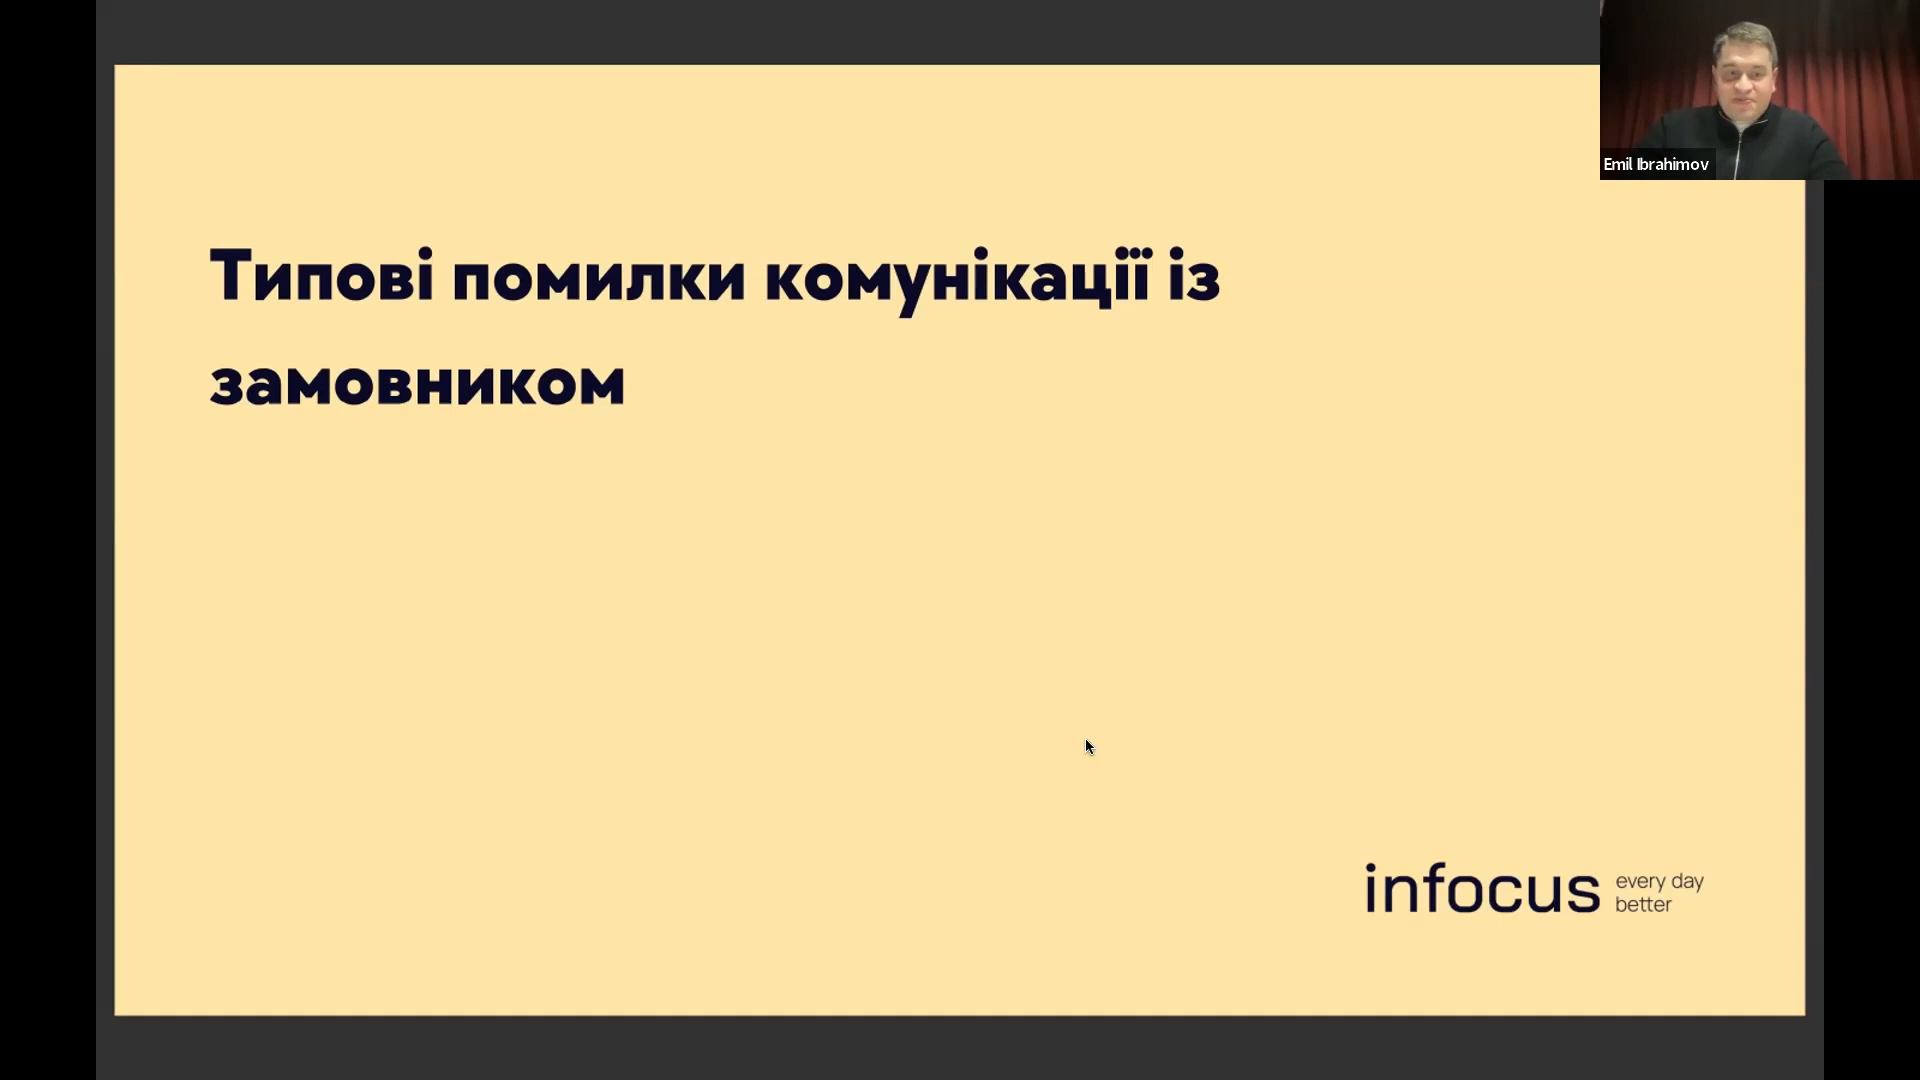 Emil Ibrahimov
Типові помилки комунікації із
замовником
infocus
every day
better